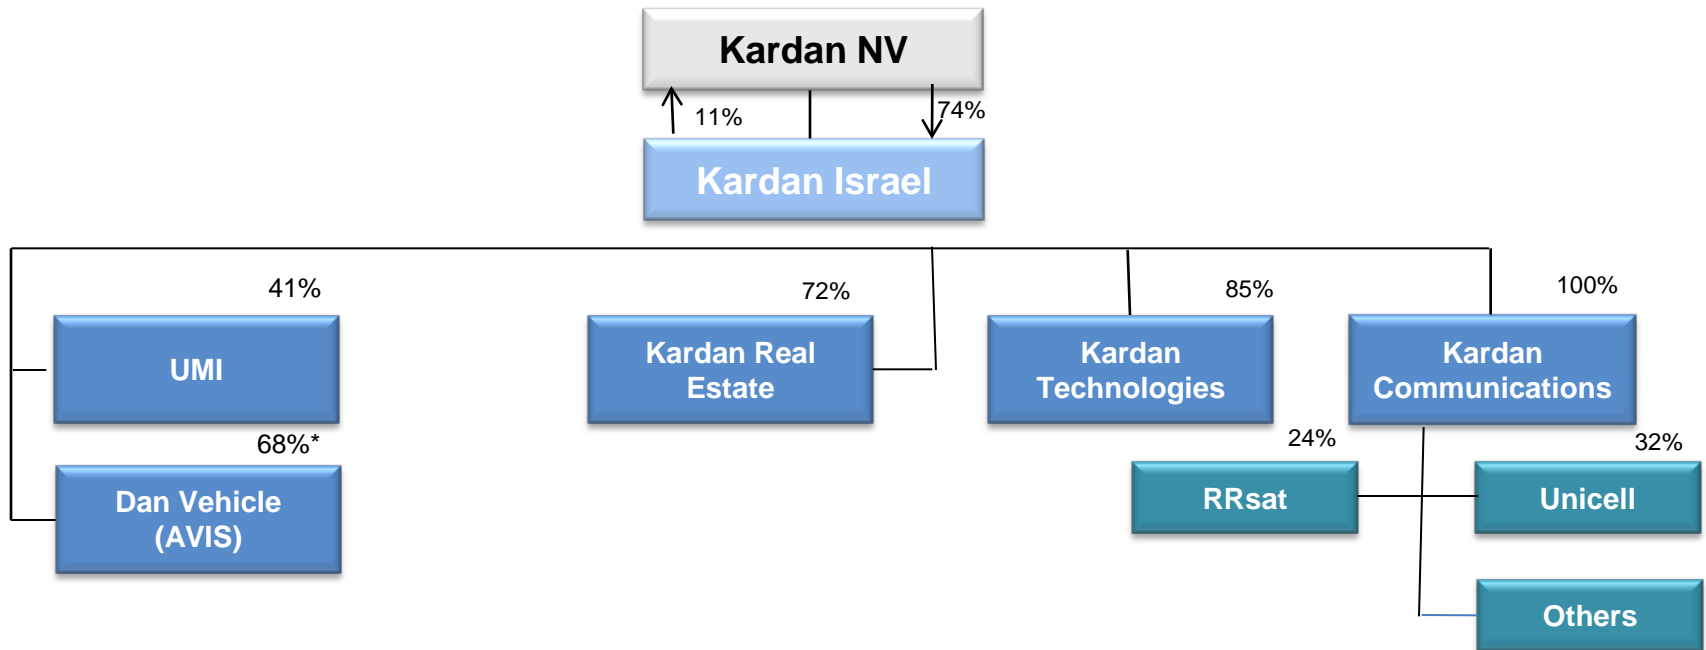 Kardan NV
11%
74%
Kardan Israel
41%
72%
85%
100%
UMI
Kardan Real
Estate
Kardan
Technologies
Kardan
Communications
68%*
24%
32%
Dan Vehicle
(AVIS)
RRsat
Unicell
Others